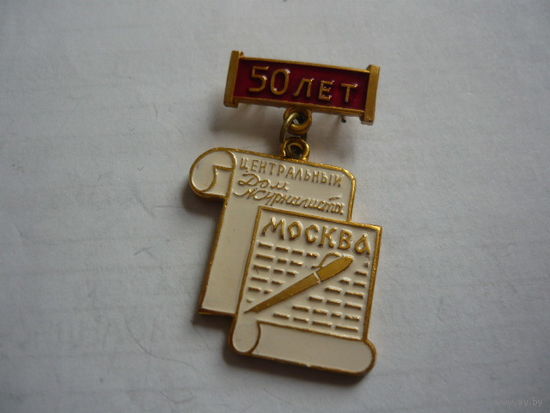 50 ЛЕТ
ЦЕНТРАЛЬНЫЙ
Дом
Журналиста
МОСКВА